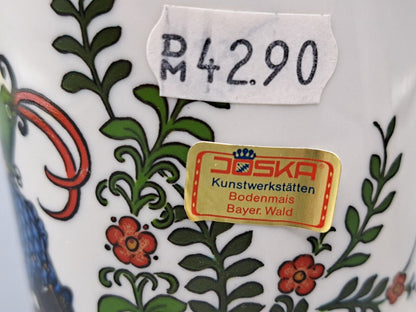 DM 42.90
JOSKA
Kunstwerkstätten
Bodenmais
Bayer. Wald